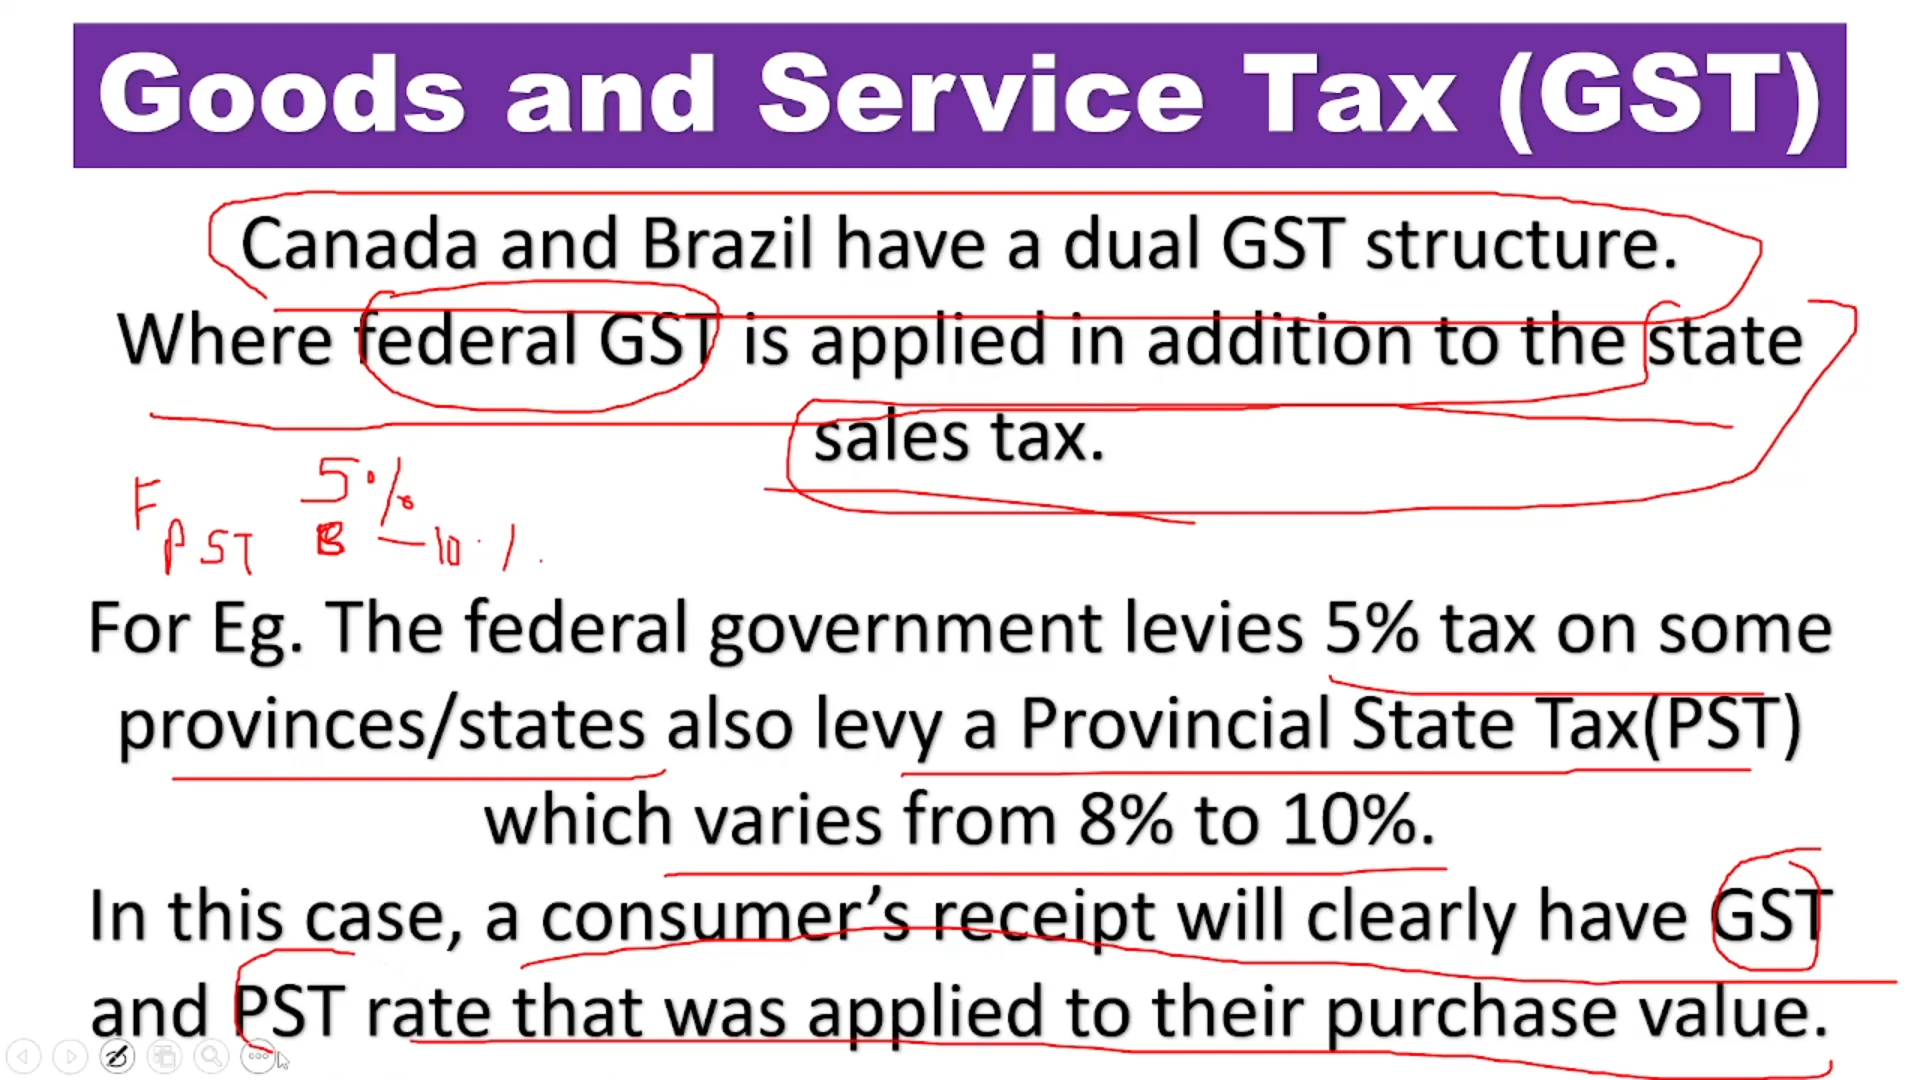 Goods and Service Tax (GST)
Canada and Brazil have a dual GST structure.
Where federal GST is applied in addition to the state
sales tax.
F 5%
PST 8 – 10%
For Eg. The federal government levies 5% tax on some
provinces/states also levy a Provincial State Tax(PST)
which varies from 8% to 10%.
In this case, a consumer’s receipt will clearly have GST
and PST rate that was applied to their purchase value.